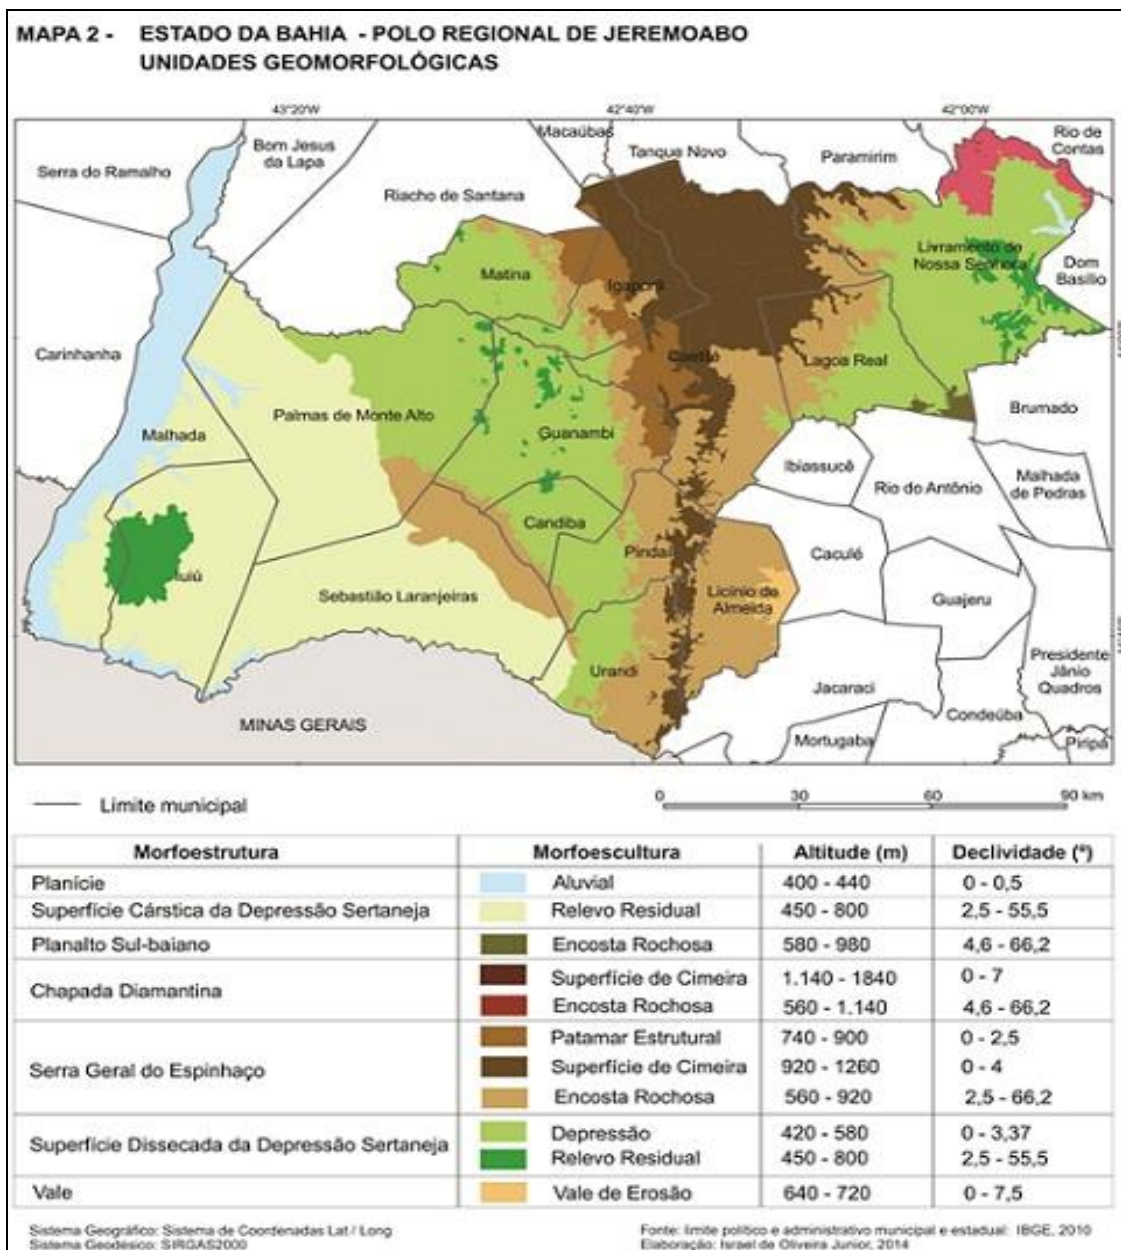 MAPA 2 - ESTADO DA BAHIA - POLO REGIONAL DE JEREMOABO
UNIDADES GEOMORFOLÓGICAS
43°20'W 42°40'W 42°00'W
Serra do Ramalho
Bom Jesus
da Lapa
Macaúbas
Tanque Novo
Paramirim
Rio de
Contas
Riacho de Santana
Matina
Igaporã
Livramento de
Nossa Senhora
Dom
Basílio
Carinhanha
Caetité
Lagoa Real
Palmas de Monte Alto
Malhada
Guanambi
Brumado
Ibiassucê
Rio do Antônio
Malhada
de Pedras
Candiba
Pindaí
Caculé
Iuiú
Sebastião Laranjeiras
Licínio de
Almeida
Guajeru
Urandi
Presidente
Jânio
Quadros
Jacaraci
MINAS GERAIS
Condeúba
Mortugaba
Piripá
Limite municipal
0 30 60 90 km
Morfoestrutura Morfoescultura Altitude (m) Declividade (°)
Planície Aluvial 400 - 440 0 - 0,5
Superfície Cárstica da Depressão Sertaneja Relevo Residual 450 - 800 2,5 - 55,5
Planalto Sul-baiano Encosta Rochosa 580 - 980 4,6 - 66,2
Chapada Diamantina Superfície de Cimeira 1.140 - 1840 0 - 7
Encosta Rochosa 560 - 1.140 4,6 - 66,2
Serra Geral do Espinhaço Patamar Estrutural 740 - 900 0 - 2,5
Superfície de Cimeira 920 - 1260 0 - 4
Encosta Rochosa 560 - 920 2,5 - 66,2
Superfície Dissecada da Depressão Sertaneja Depressão 420 - 580 0 - 3,37
Relevo Residual 450 - 800 2,5 - 55,5
Vale Vale de Erosão 640 - 720 0 - 7,5
Sistema Geográfico: Sistema de Coordenadas Lat / Long
Sistema Geodésico: SIRGAS2000
Fonte: limite político e administrativo municipal e estadual: IBGE, 2010
Elaboração: Israel de Oliveira Junior, 2014